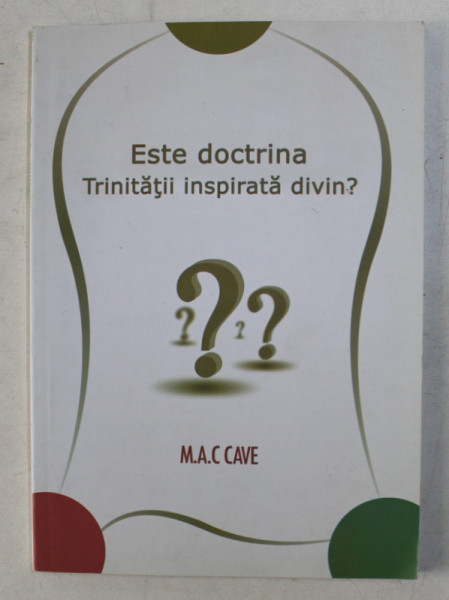 Este doctrina
Trinităţii inspirată divin?
M.A.C CAVE